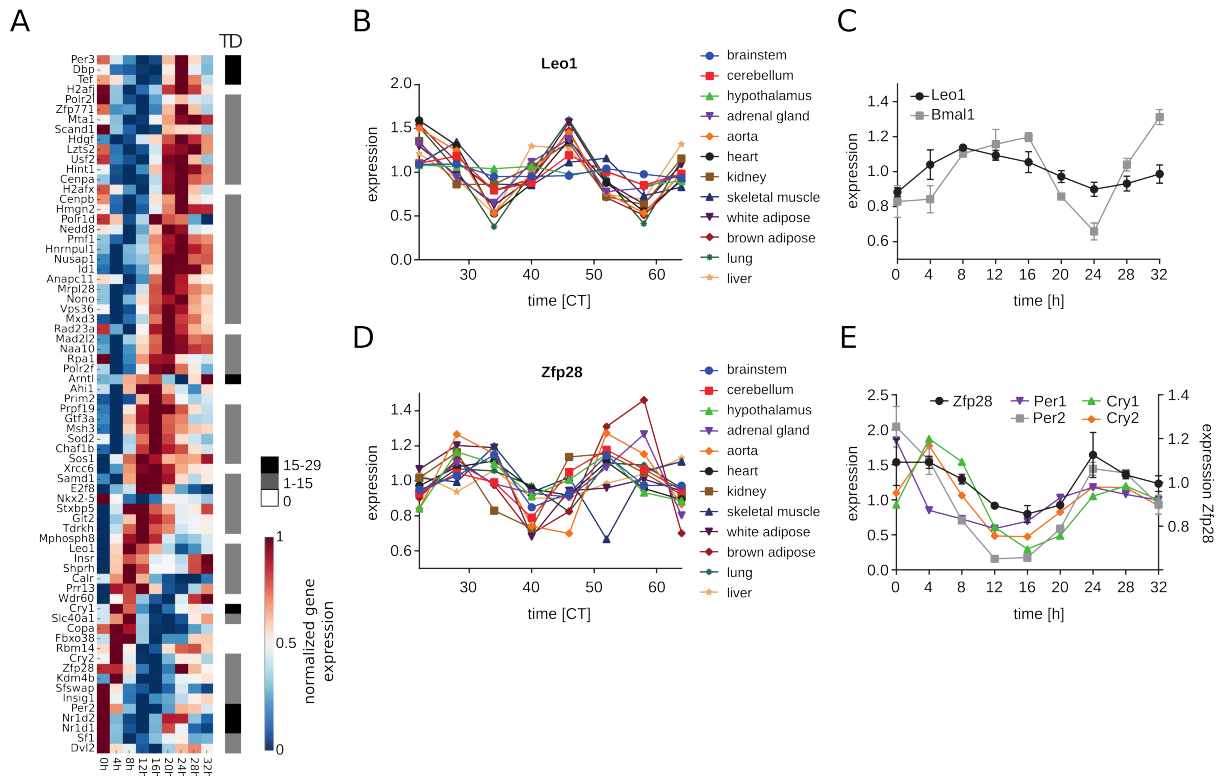 A
TD
Per3
Dbp
Tef
H2afj
Polr2l
Zfp771
Mta1
Scand1
Hdgf
Lzts2
Usf2
Hint1
Cenpa
H2afx
Cenpb
Hmgn2
Polr1d
Nedd8
Pmf1
Hnrnpul1
Nusap1
Id1
Anapc11
Mrpl28
Nono
Vps36
Mxd3
Rad23a
Mad2l2
Naa10
Rpa1
Polr2f
Arntl
Ahi1
Prim2
Prpf19
Gtf3a
Msh3
Sod2
Chaf1b
Sos1
Xrcc6
Samd1
E2f8
Nkx2-5
Stxbp5
Git2
Tdrkh
Mphosph8
Leo1
Insr
Shprh
Calr
Prr13
Wdr60
Cry1
Slc40a1
Copa
Fbxo38
Rbm14
Cry2
Zfp28
Kdm4b
Sfswap
Insig1
Per2
Nr1d2
Nr1d1
Sf1
Dvl2
0h 4h 8h 12h 16h 20h 24h 28h 32h
15-29
1-15
0
1
0.5
0
normalized gene
expression
B
Leo1
2.0
1.5
1.0
0.5
0.0
expression
30 40 50 60
time [CT]
brainstem
cerebellum
hypothalamus
adrenal gland
aorta
heart
kidney
skeletal muscle
white adipose
brown adipose
lung
liver
C
Leo1
Bmal1
1.4
1.2
1.0
0.8
0.6
expression
0 4 8 12 16 20 24 28 32
time [h]
D
Zfp28
1.4
1.2
1.0
0.8
0.6
expression
30 40 50 60
time [CT]
brainstem
cerebellum
hypothalamus
adrenal gland
aorta
heart
kidney
skeletal muscle
white adipose
brown adipose
lung
liver
E
Zfp28 Per1 Cry1
Per2 Cry2
2.5
2.0
1.5
1.0
0.5
0.0
expression
1.4
1.2
1.0
0.8
expression Zfp28
0 4 8 12 16 20 24 28 32
time [h]